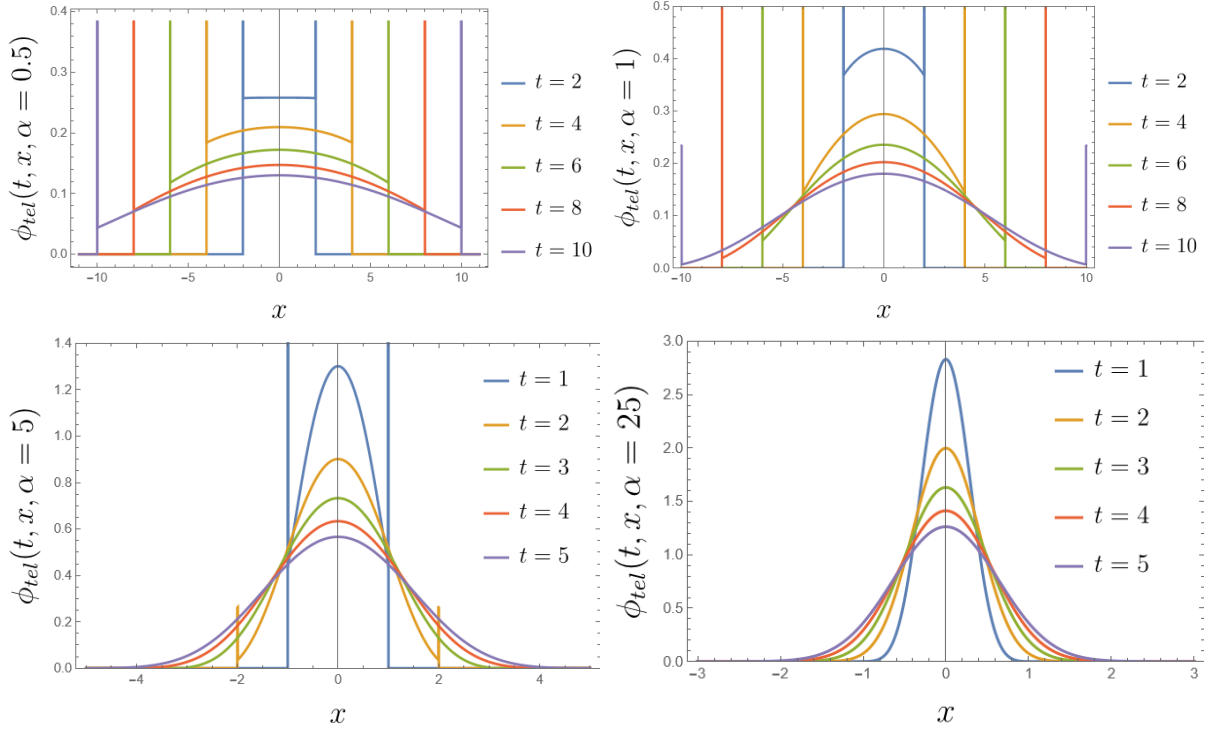 ϕ_tel(t, x, α = 0.5)
0.4
0.3
0.2
0.1
0.0
−10 −5 0 5 10
x
t = 2
t = 4
t = 6
t = 8
t = 10
ϕ_tel(t, x, α = 1)
0.5
0.4
0.3
0.2
0.1
0.0
−10 −5 0 5 10
x
t = 2
t = 4
t = 6
t = 8
t = 10
ϕ_tel(t, x, α = 5)
1.4
1.2
1.0
0.8
0.6
0.4
0.2
0.0
−4 −2 0 2 4
x
t = 1
t = 2
t = 3
t = 4
t = 5
ϕ_tel(t, x, α = 25)
3.0
2.5
2.0
1.5
1.0
0.5
0.0
−3 −2 −1 0 1 2 3
x
t = 1
t = 2
t = 3
t = 4
t = 5